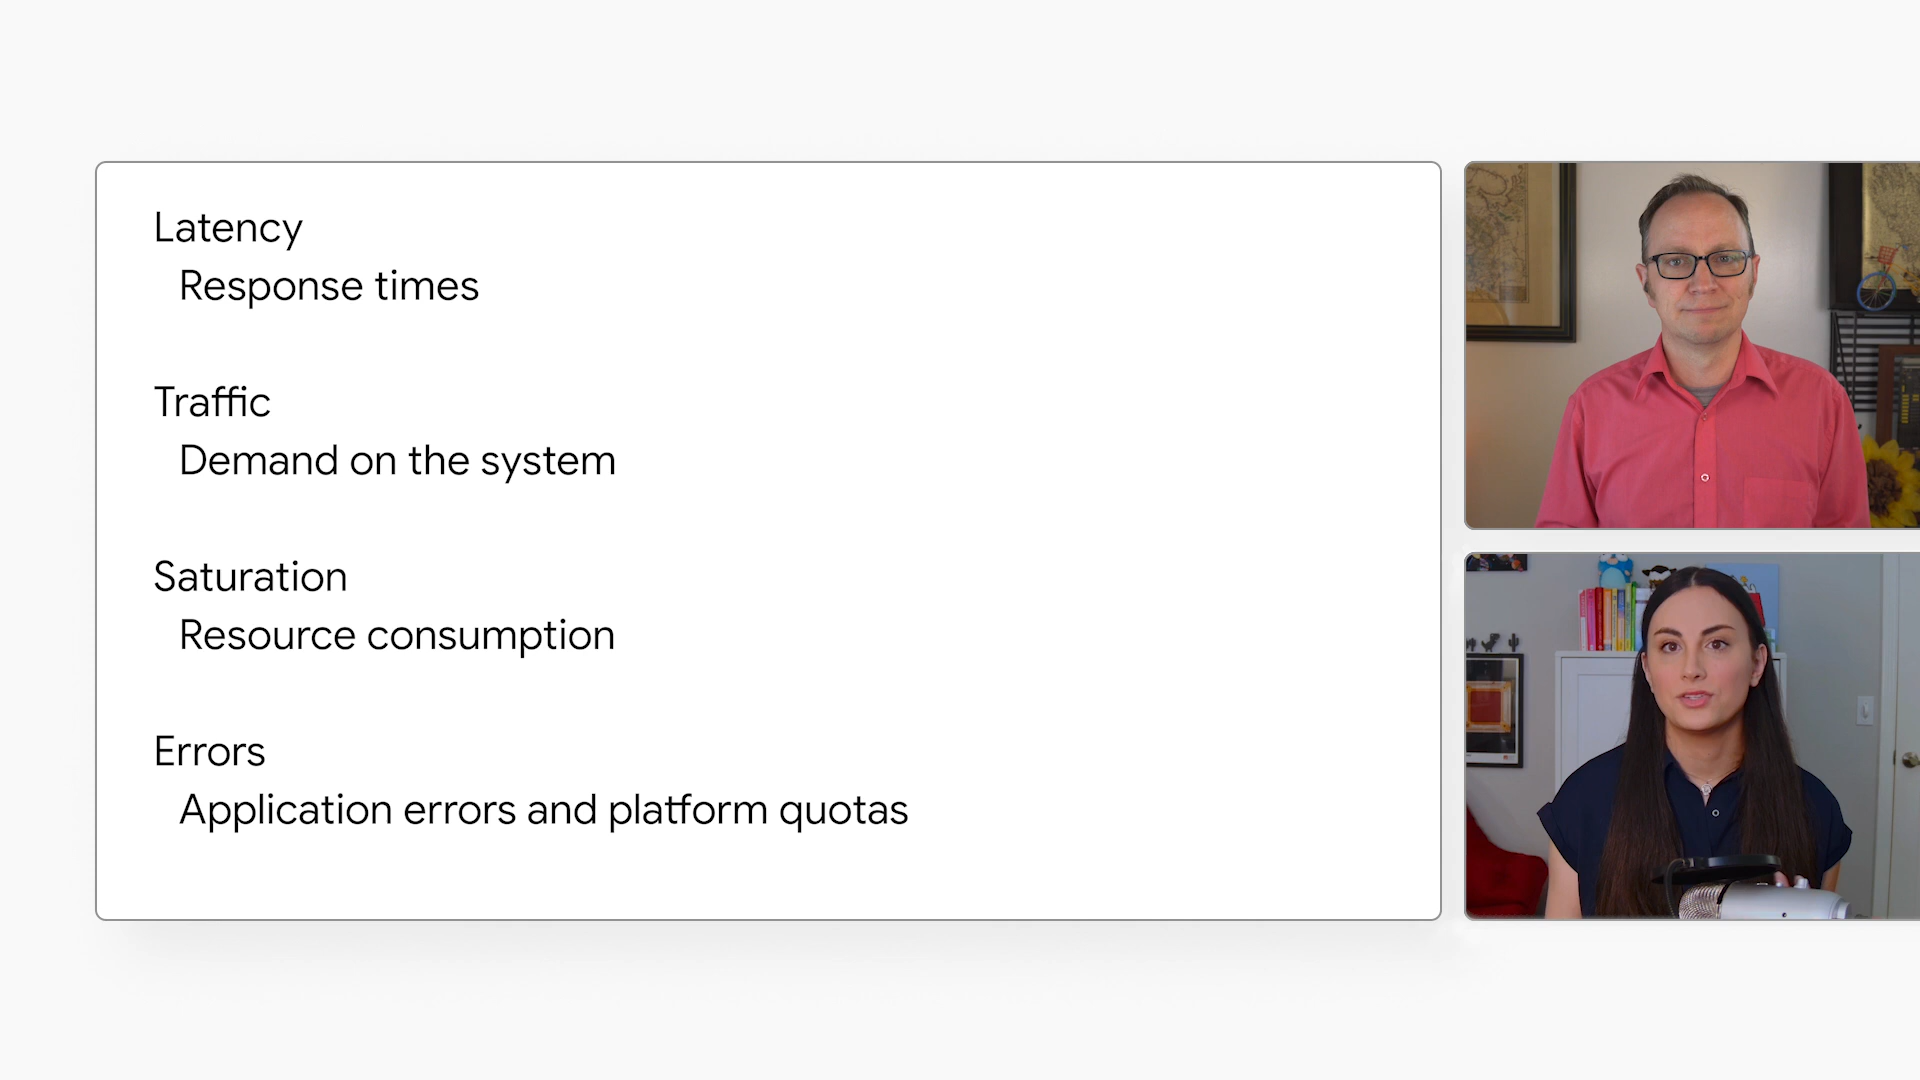 Latency
Response times
Traffic
Demand on the system
Saturation
Resource consumption
Errors
Application errors and platform quotas